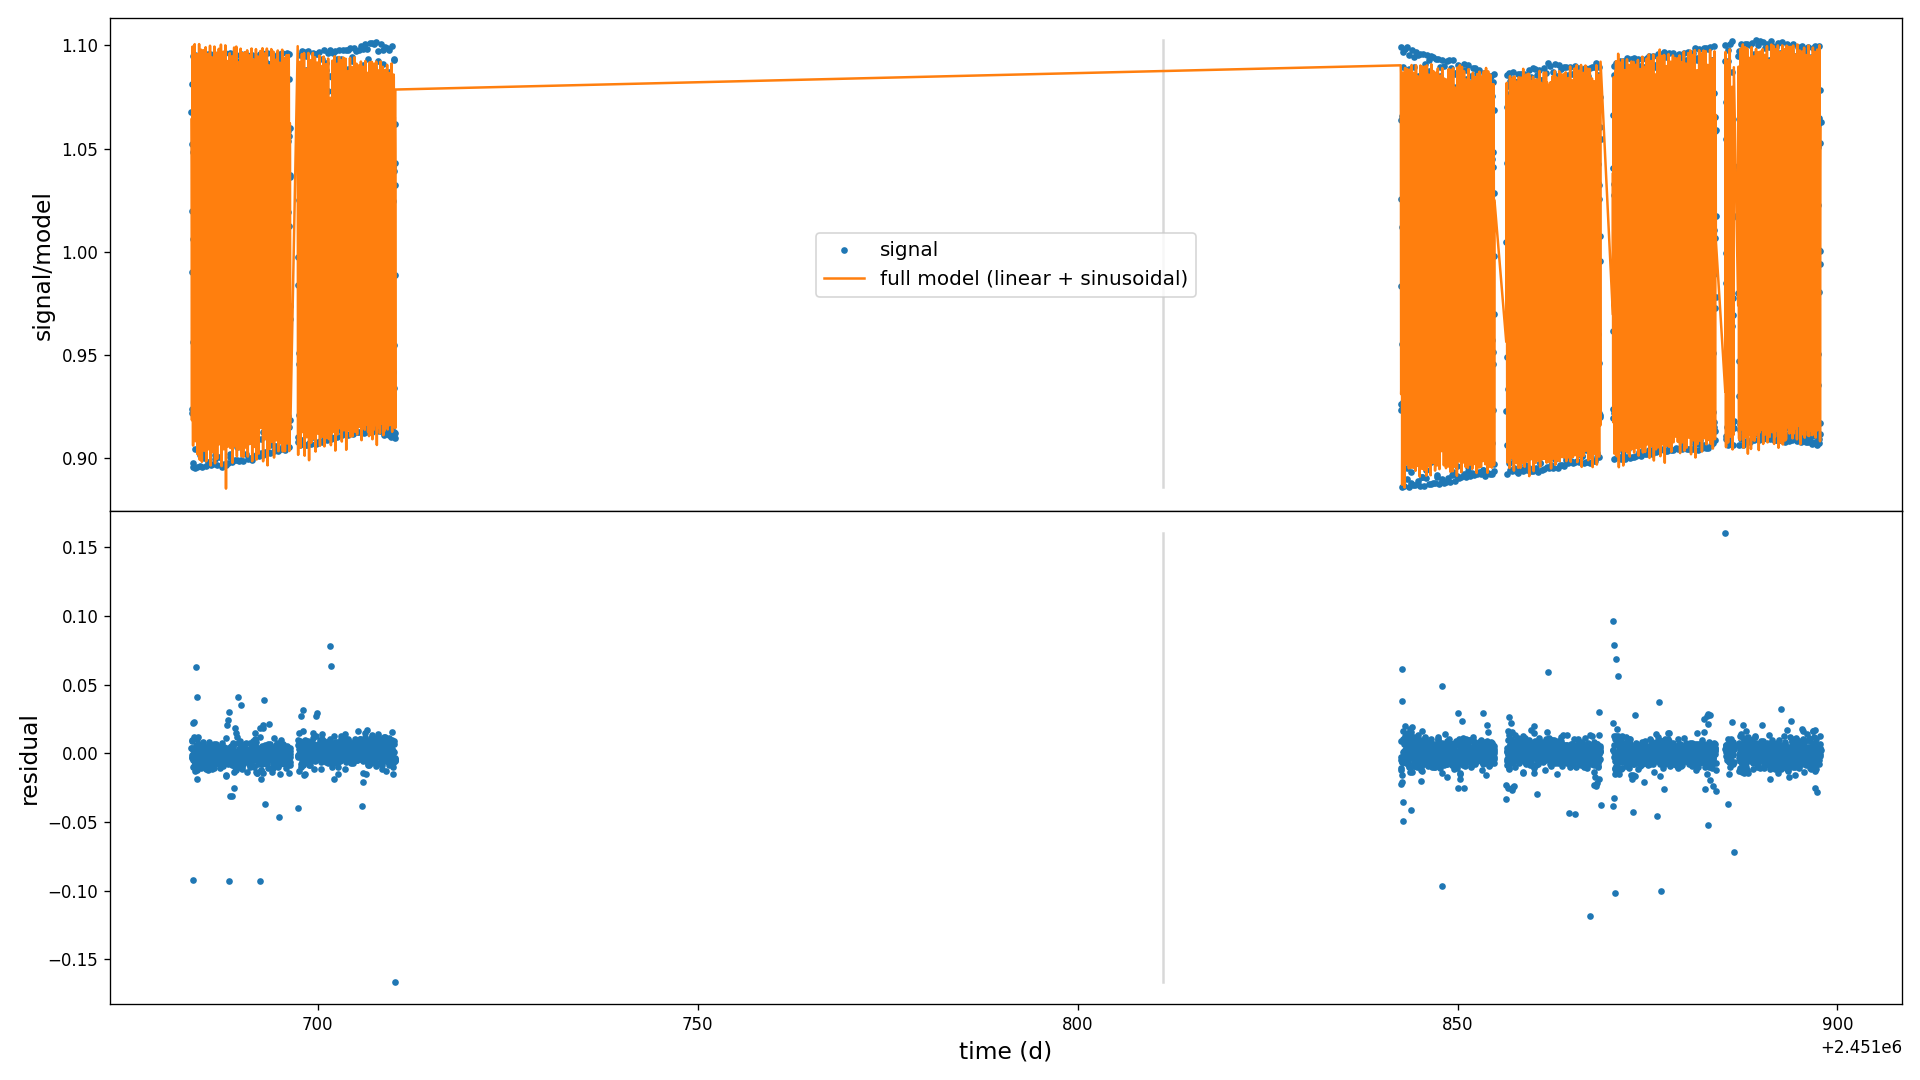 1.10
1.05
1.00
0.95
0.90
signal/model
signal
full model (linear + sinusoidal)
0.15
0.10
0.05
0.00
−0.05
−0.10
−0.15
residual
700
750
800
850
900
time (d)
+2.451e6